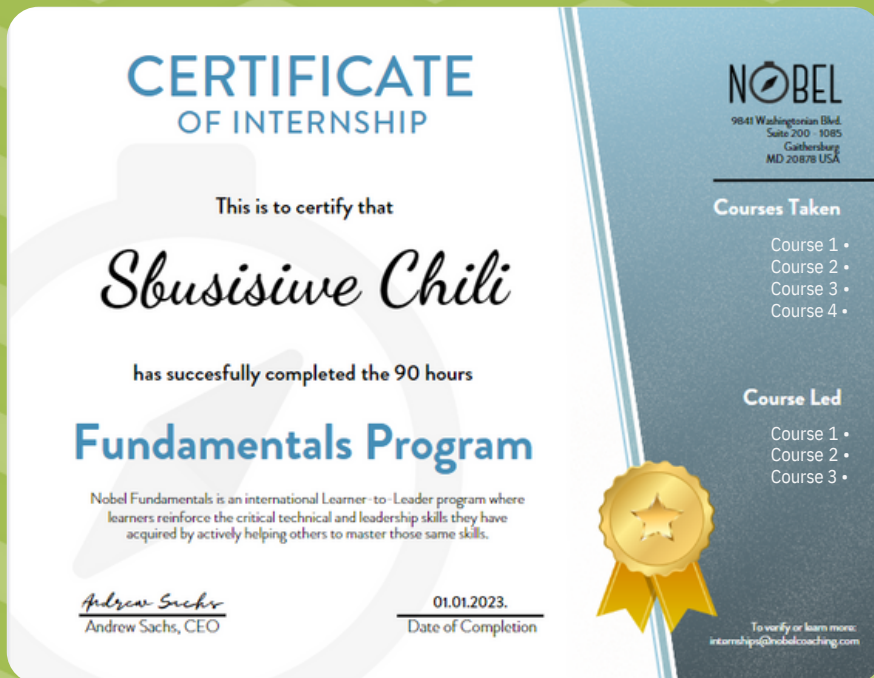 CERTIFICATE
OF INTERNSHIP
This is to certify that
Sbusisiwe Chili
has succesfully completed the 90 hours
Fundamentals Program
Nobel Fundamentals is an international Learner-to-Leader program where
learners reinforce the critical technical and leadership skills they have
acquired by actively helping others to master those same skills.
Andrew Sachs
Andrew Sachs, CEO
01.01.2023.
Date of Completion
NOBEL
9841 Washingtonian Blvd.
Suite 200 - 1085
Gaithersburg
MD 20878 USA
Courses Taken
Course 1 •
Course 2 •
Course 3 •
Course 4 •
Course Led
Course 1 •
Course 2 •
Course 3 •
To verify or learn more:
internships@nobelcoaching.com